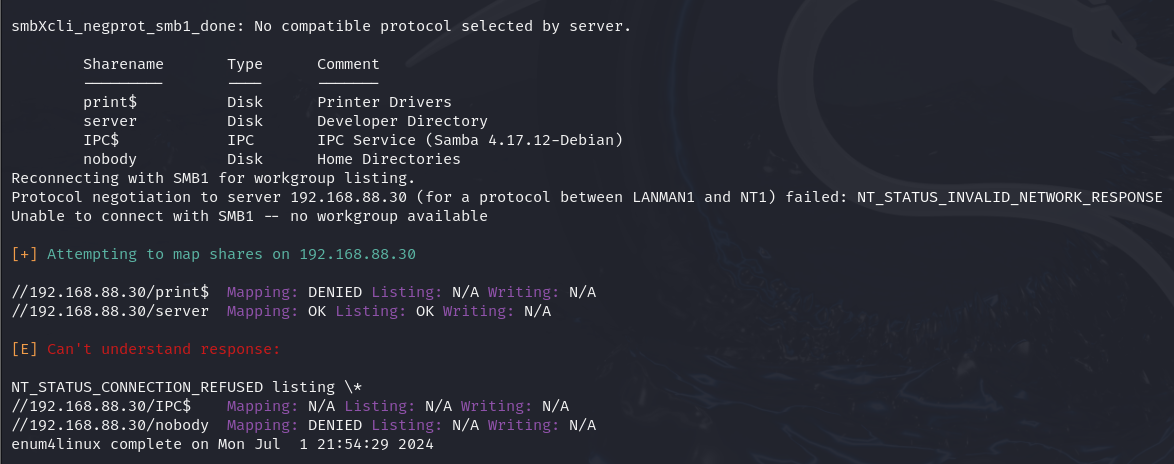 smbXcli_negprot_smb1_done: No compatible protocol selected by server.
Sharename       Type      Comment
---------       ----      -------
print$          Disk      Printer Drivers
server          Disk      Developer Directory
IPC$            IPC       IPC Service (Samba 4.17.12-Debian)
nobody          Disk      Home Directories
Reconnecting with SMB1 for workgroup listing.
Protocol negotiation to server 192.168.88.30 (for a protocol between LANMAN1 and NT1) failed: NT_STATUS_INVALID_NETWORK_RESPONSE
Unable to connect with SMB1 -- no workgroup available
[+] Attempting to map shares on 192.168.88.30
//192.168.88.30/print$  Mapping: DENIED Listing: N/A Writing: N/A
//192.168.88.30/server  Mapping: OK Listing: OK Writing: N/A
[E] Can't understand response:
NT_STATUS_CONNECTION_REFUSED listing \*
//192.168.88.30/IPC$    Mapping: N/A Listing: N/A Writing: N/A
//192.168.88.30/nobody  Mapping: DENIED Listing: N/A Writing: N/A
enum4linux complete on Mon Jul  1 21:54:29 2024